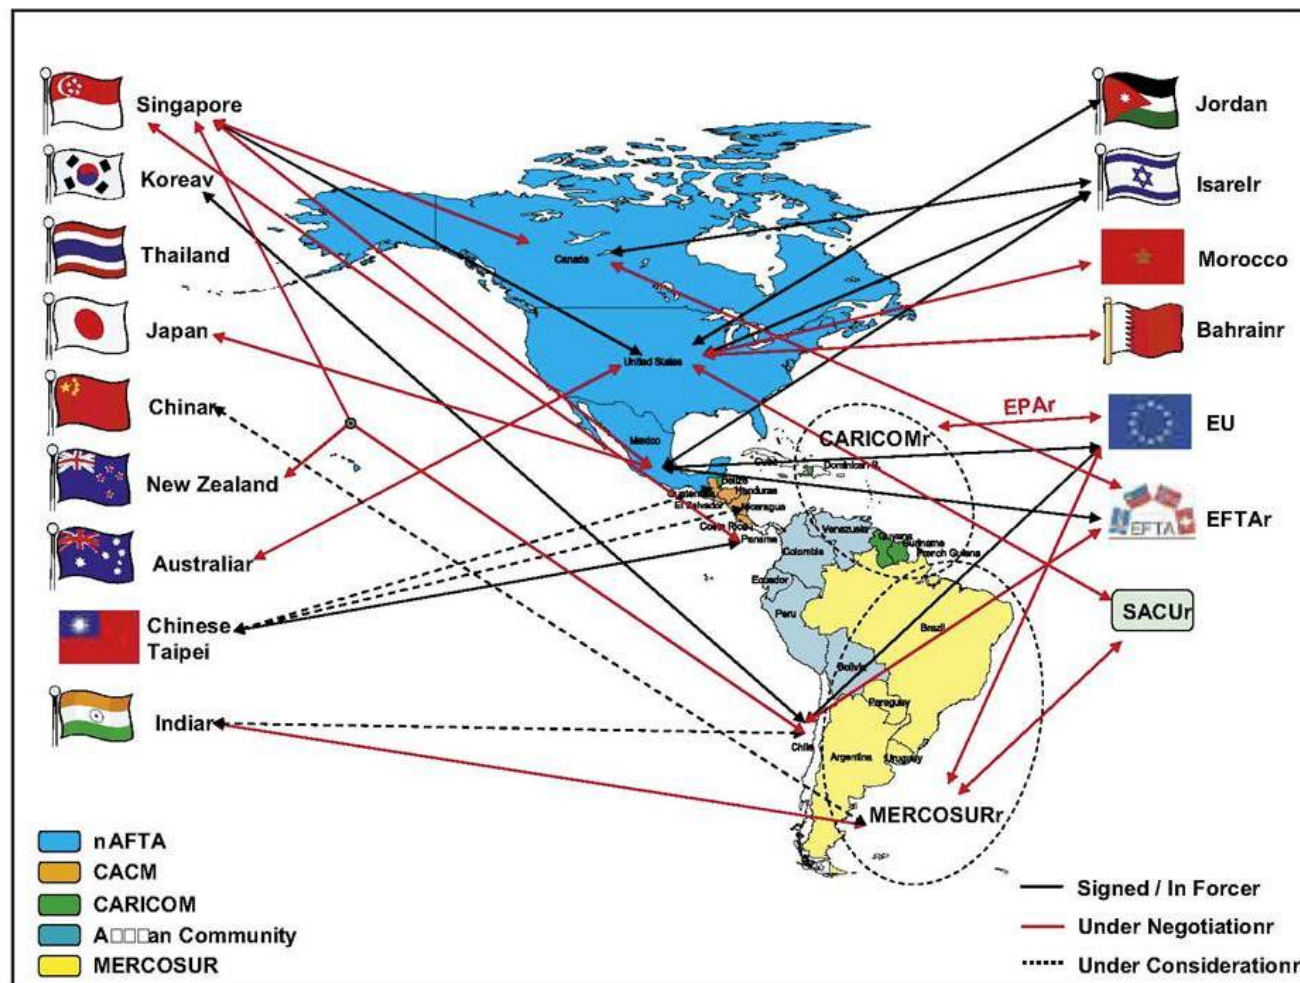 Singapore
Koreav
Thailand
Japan
Chinar
New Zealand
Australiar
Chinese
Taipei
Indiar
Jordan
Isarelr
Morocco
Bahrainr
EPAr
EU
EFTAr
EFTA
SACUr
Canada
United States
Mexico
CARICOMr
Cuba
Dominican R.
Belize
Guatemala
Honduras
El Zalvador
Nicaragua
Costa Rica
Panama
Venezuela
Guyana
Suriname
French Guiana
Colombia
Ecuador
Peru
Brazil
Bolivia
Paraguay
Chile
Argentina
Uruguay
MERCOSURr
nAFTA
CACM
CARICOM
A□□□an Community
MERCOSUR
Signed / In Forcer
Under Negotiationr
Under Considerationr